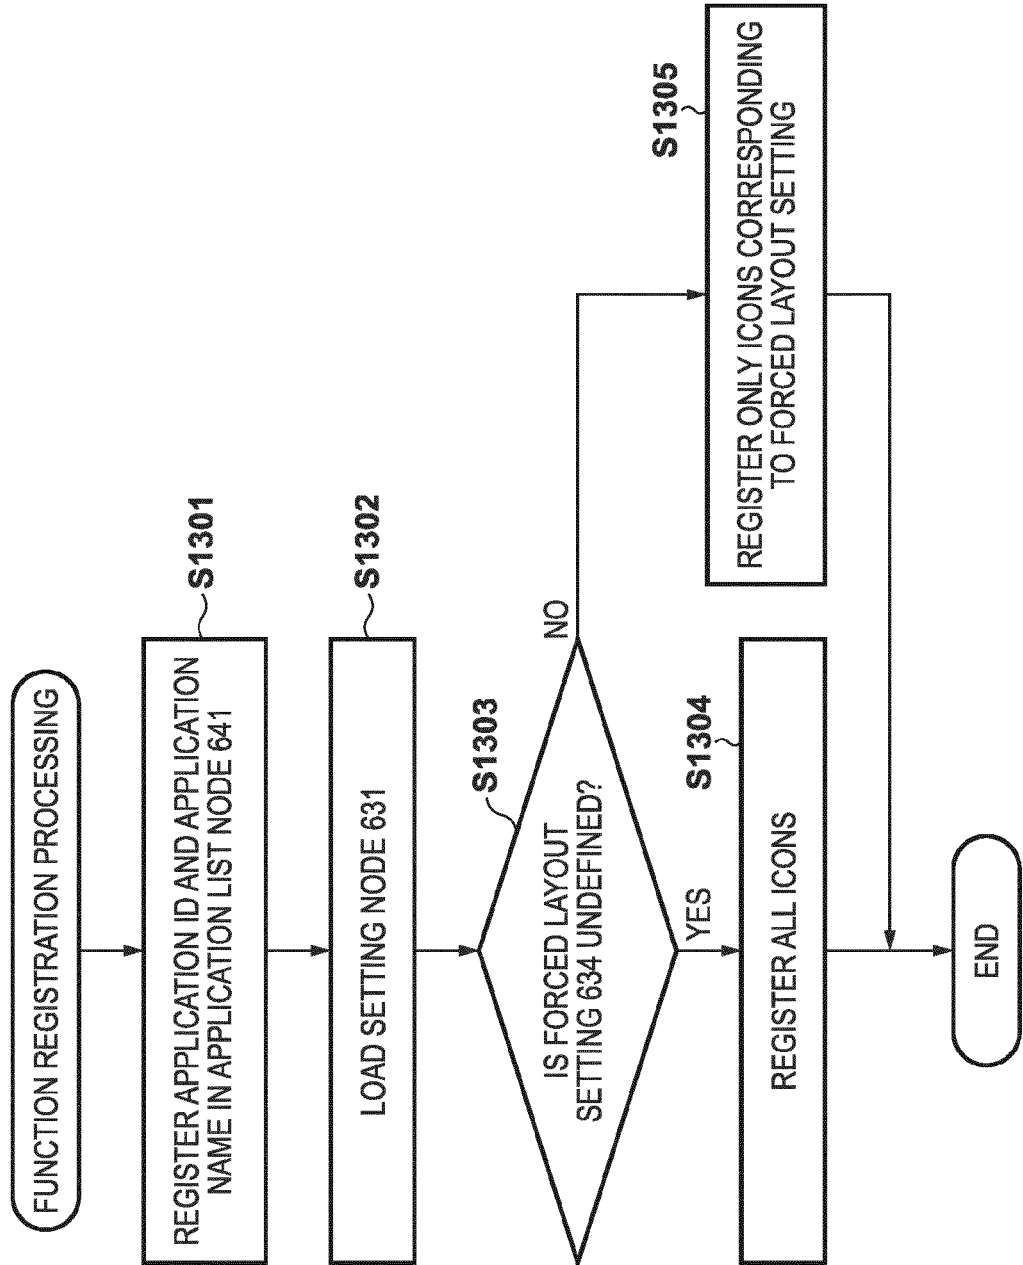 FUNCTION REGISTRATION PROCESSING
S1301
REGISTER APPLICATION ID AND APPLICATION
NAME IN APPLICATION LIST NODE 641
S1302
LOAD SETTING NODE 631
S1303
IS FORCED LAYOUT
SETTING 634 UNDEFINED?
NO
YES
S1304
REGISTER ALL ICONS
S1305
REGISTER ONLY ICONS CORRESPONDING
TO FORCED LAYOUT SETTING
END